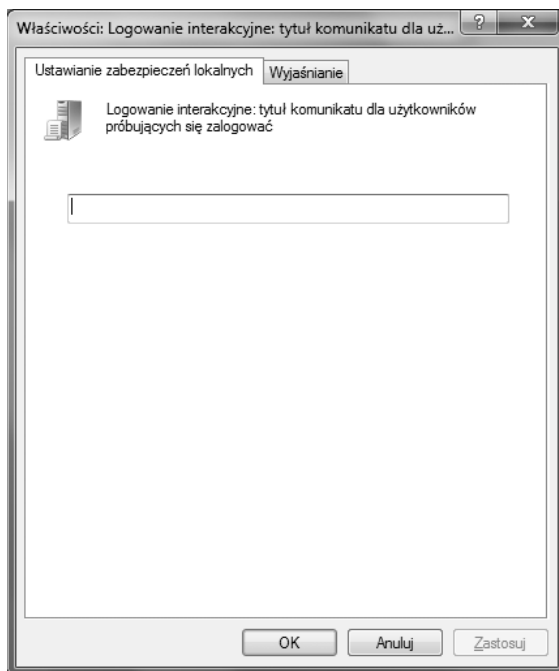 Właściwości: Logowanie interakcyjne: tytuł komunikatu dla uż...
Ustawianie zabezpieczeń lokalnych
Wyjaśnianie
Logowanie interakcyjne: tytuł komunikatu dla użytkowników
próbujących się zalogować
OK
Anuluj
Zastosuj